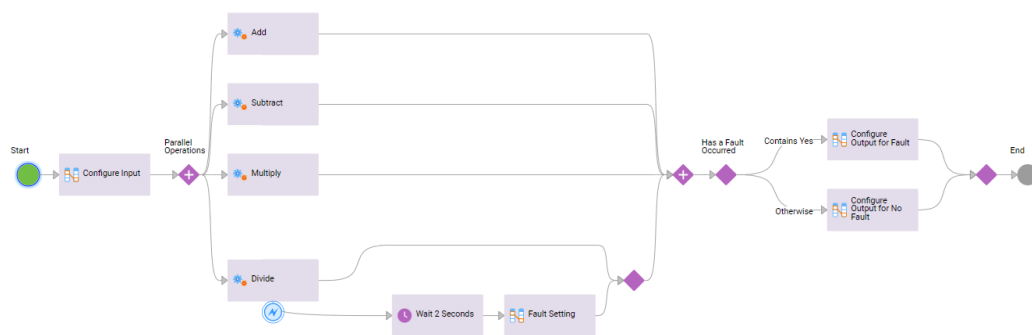 Start
Configure Input
Parallel
Operations
Add
Subtract
Multiply
Divide
Wait 2 Seconds
Fault Setting
Has a Fault
Occurred
Contains Yes
Otherwise
Configure
Output for Fault
Configure
Output for No
Fault
End